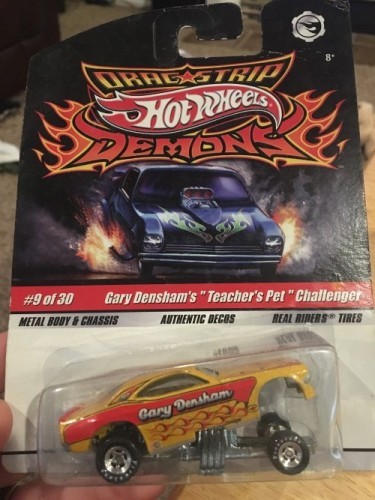 8+
DRAG STRIP
Hot Wheels
DEMONS
#9 of 30 Gary Densham's "Teacher's Pet" Challenger
METAL BODY & CHASSIS AUTHENTIC DECOS REAL RIDERS® TIRES
Gary Densham